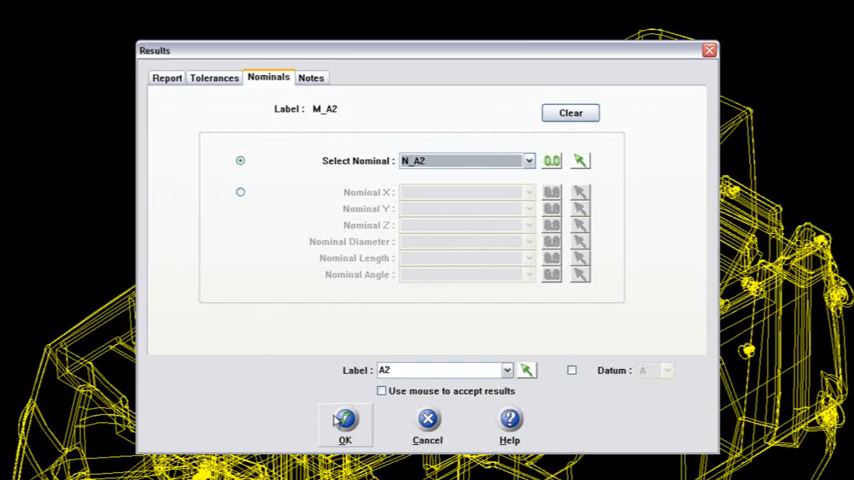 Results
Report Tolerances Nominals Notes
Label : M_A2
Clear
Select Nominal : N_A2 0.0
Nominal X : 0.0
Nominal Y : 0.0
Nominal Z : 0.0
Nominal Diameter : 0.0
Nominal Length : 0.0
Nominal Angle : 0.0
Label : A2 Datum : A
Use mouse to accept results
OK Cancel Help